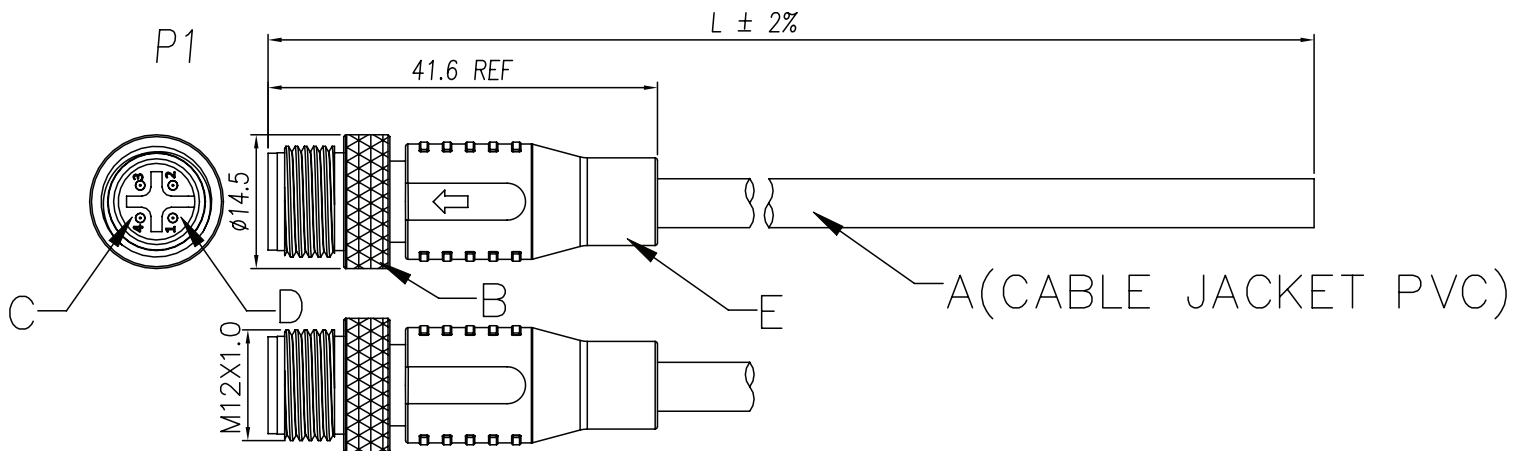 L ± 2%
P1
41.6 REF
3 2
4 1
ø14.5
C
D
B
E
A(CABLE JACKET PVC)
M12X1.0